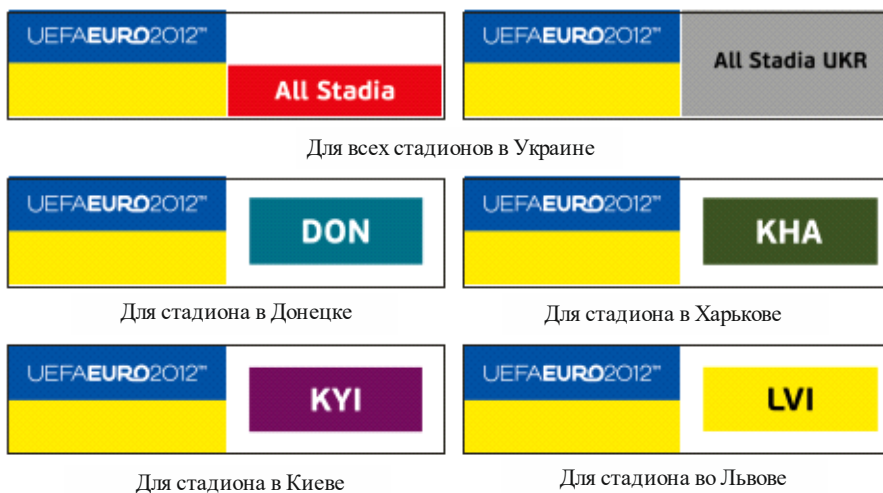 UEFAEURO2012™ UEFAEURO2012™
All Stadia UKR
All Stadia
Для всех стадионов в Украине
UEFAEURO2012™ UEFAEURO2012™
DON KHA
Для стадиона в Донецке Для стадиона в Харькове
UEFAEURO2012™ UEFAEURO2012™
KYI LVI
Для стадиона в Киеве Для стадиона во Львове